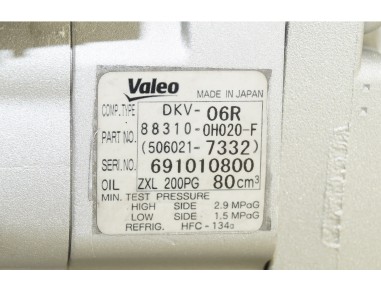 Valeo MADE IN JAPAN
COMP. TYPE DKV-06R
PART NO. 88310-0H020-F
(506021-7332)
SERI.NO. 691010800
OIL ZXL 200PG 80cm³
MIN. TEST PRESSURE
HIGH SIDE 2.9 MPaG
LOW SIDE 1.5 MPaG
REFRIG. HFC-134a